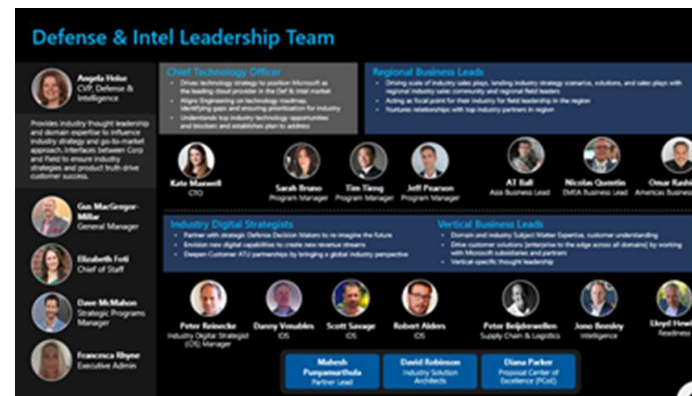 Defense & Intel Leadership Team
Angela Heise
CVP, Defense &
Intelligence
Provides industry thought leadership
and domain expertise to influence
industry strategy and go-to-market
approach. Interfaces between Corp
and Field to ensure industry
strategies and product truth drive
customer success.
Gus MacGregor-
Millar
General Manager
Elizabeth Foti
Chief of Staff
Dave McMahon
Strategic Programs
Manager
Francesca Rhyne
Executive Admin
Chief Technology Officer
• Drives technology strategy to position Microsoft as
the leading cloud provider in the Def & Intel market
• Aligns Engineering on technology roadmap,
identifying gaps and ensuring prioritisation for industry
• Understands top industry technology opportunities
and blockers and establishes plan to address
Regional Business Leads
• Driving scale of industry sales plays, landing industry strategy scenarios, solutions, and sales plays with
regional industry sales community and regional field leaders
• Acting as focal point for their industry for field leadership in the region
• Nurtures relationships with top industry partners in region
Kate Maxwell
CTO
Sarah Bruno
Program Manager
Tim Tieng
Program Manager
Jeff Pearson
Program Manager
AT Ball
Asia Business Lead
Nicolas Quentin
EMEA Business Lead
Omar Rashi
Americas Business
Industry Digital Strategists
• Partner with strategic Defense Decision Makers to re-imagine the future
• Envision new digital capabilities to create new revenue streams
• Deepen Customer ATU partnerships by bringing a global industry perspective
Vertical Business Leads
• Domain and industry Subject Matter Expertise, customer understanding
• Drive customer solutions [enterprise to the edge across all domains] by working
with Microsoft subsidiaries and partners
• Vertical-specific thought leadership
Peter Reinecke
Industry Digital Strategist
(IDS) Manager
Danny Venables
IDS
Scott Savage
IDS
Robert Alders
IDS
Peter Beijderwellen
Supply Chain & Logistics
Jono Beesley
Intelligence
Lloyd Hewi
Readiness
Mahesh
Punyamurthula
Partner Lead
David Robinson
Industry Solution
Architects
Diana Parker
Proposal Center of
Excellence (PCoE)